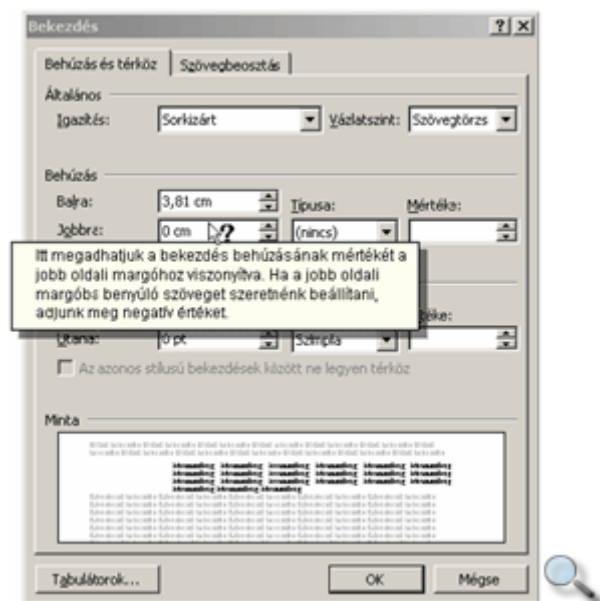 Bekezdés
Behúzás és térköz Szövegbeosztás
Általános
Igazítás: Sorkizárt Vázlatszint: Szövegtörzs
Behúzás
Balra: 3,81 cm Típusa: Mértéke:
Jobbra: 0 cm (nincs)
Itt megadhatjuk a bekezdés behúzásának mértékét a
jobb oldali margóhoz viszonyítva. Ha a jobb oldali
margóba benyúló szöveget szeretnénk beállítani,
adjunk meg negatív értéket.
Utána: 0 pt Szimpla
Az azonos stílusú bekezdések között ne legyen térköz
Minta
Tabulátorok... OK Mégse